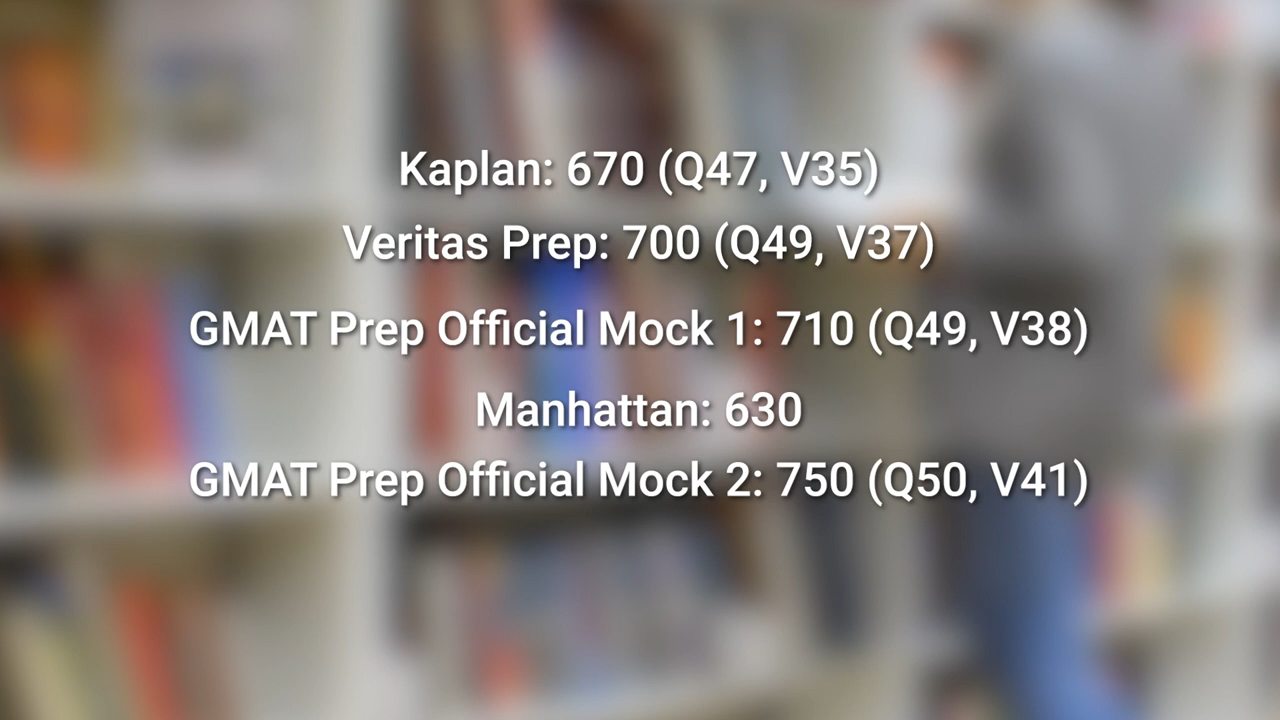 Kaplan: 670 (Q47, V35)
Veritas Prep: 700 (Q49, V37)
GMAT Prep Official Mock 1: 710 (Q49, V38)
Manhattan: 630
GMAT Prep Official Mock 2: 750 (Q50, V41)